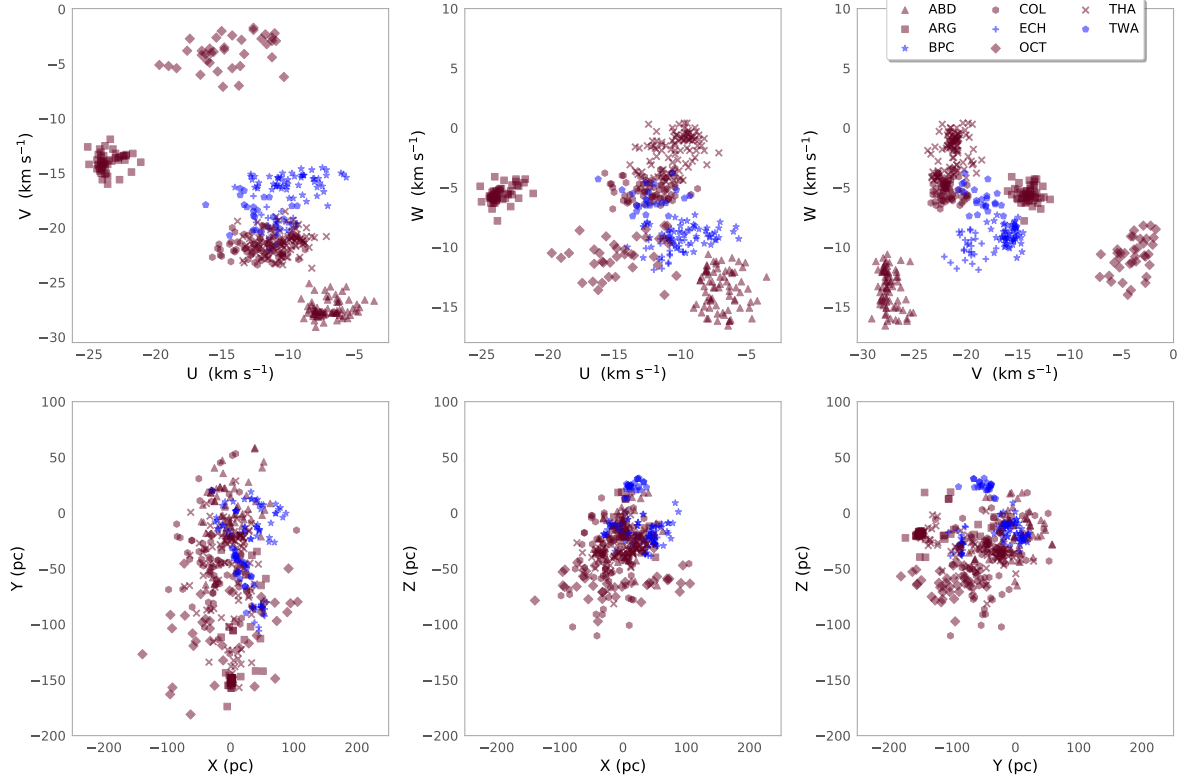 ABD COL THA
ARG ECH TWA
BPC OCT
0
−5
−10
−15
−20
−25
−30
V (km s⁻¹)
−25 −20 −15 −10 −5
U (km s⁻¹)
10
5
0
−5
−10
−15
W (km s⁻¹)
−25 −20 −15 −10 −5
U (km s⁻¹)
10
5
0
−5
−10
−15
W (km s⁻¹)
−30 −25 −20 −15 −10 −5 0
V (km s⁻¹)
100
50
0
−50
−100
−150
−200
Y (pc)
−200 −100 0 100 200
X (pc)
100
50
0
−50
−100
−150
−200
Z (pc)
−200 −100 0 100 200
X (pc)
100
50
0
−50
−100
−150
−200
Z (pc)
−200 −100 0 100 200
Y (pc)